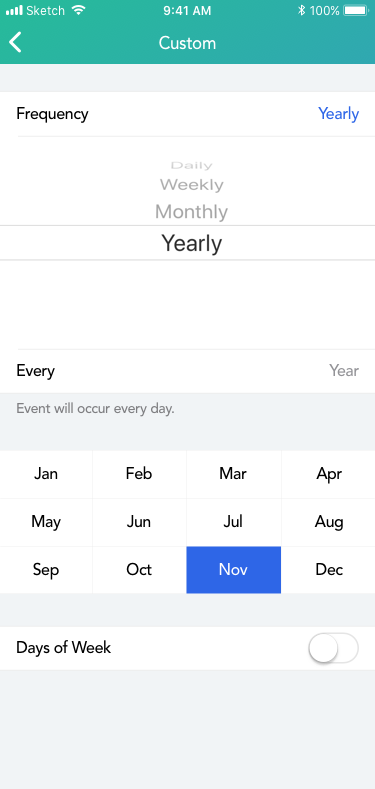 Sketch 9:41 AM 100%
Custom
Frequency Yearly
Daily
Weekly
Monthly
Yearly
Every Year
Event will occur every day.
Jan Feb Mar Apr
May Jun Jul Aug
Sep Oct Nov Dec
Days of Week